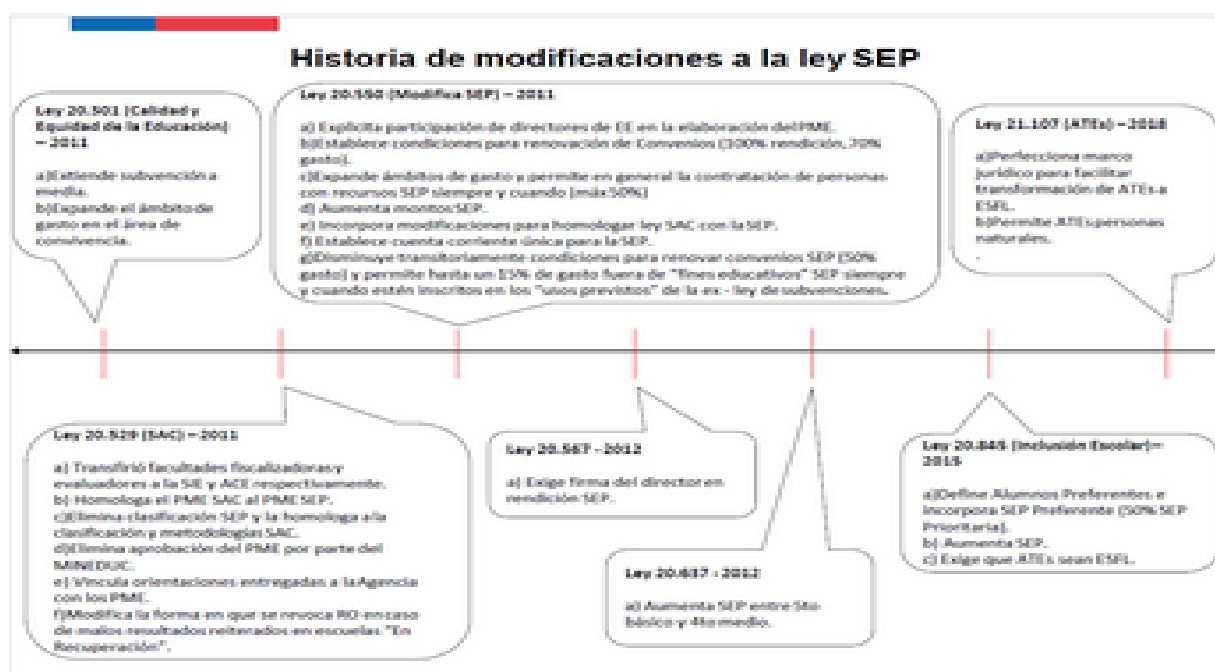 Historia de modificaciones a la ley SEP
Ley 20.501 (Calidad y
Equidad de la Educación)
– 2011
a)Extiende subvención a
media.
b)Expande el ámbito de
gasto en el área de
convivencia.
Ley 20.550 (Modifica SEP) – 2011
a) Explicita participación de directores de EE en la elaboración del PME.
b)Establece condiciones para renovación de Convenios (100% rendición, 70%
gasto).
c)Expande ámbitos de gasto y permite en general la contratación de personas
con recursos SEP siempre y cuando (máx 50%)
d) Aumenta montos SEP.
e) Incorpora modificaciones para homologar ley SAC con la SEP.
f) Establece cuenta corriente única para la SEP.
g)Disminuye transitoriamente condiciones para renovar convenios SEP (50%
gasto) y permite hasta un 15% de gasto fuera de "fines educativos" SEP siempre
y cuando estén inscritos en los "usos previstos" de la ex - ley de subvenciones.
Ley 21.107 (ATEs) – 2018
a)Perfecciona marco
jurídico para facilitar
transformación de ATEs a
ESFL.
b)Permite ATEs personas
naturales.
.
Ley 20.529 (SAC) – 2011
a) Transfirió facultades fiscalizadoras y
evaluadores a la SIE y ACE respectivamente.
b) Homologa el PME SAC al PME SEP.
c)Elimina clasificación SEP y la homologa a la
clasificación y metodologías SAC.
d)Elimina aprobación del PME por parte del
MINEDUC.
e) Vincula orientaciones entregadas a la Agencia
con los PME.
f)Modifica la forma en que se revoca RO en caso
de malos resultados reiterados en escuelas "En
Recuperación".
Ley 20.567 - 2012
a) Exige firma del director en
rendición SEP.
Ley 20.637 - 2012
a) Aumenta SEP entre 5to
básico y 4to medio.
Ley 20.845 (Inclusión Escolar)–
2015
a)Define Alumnos Preferentes e
incorpora SEP Preferente (50% SEP
Prioritaria).
b) Aumenta SEP.
c) Exige que ATEs sean ESFL.